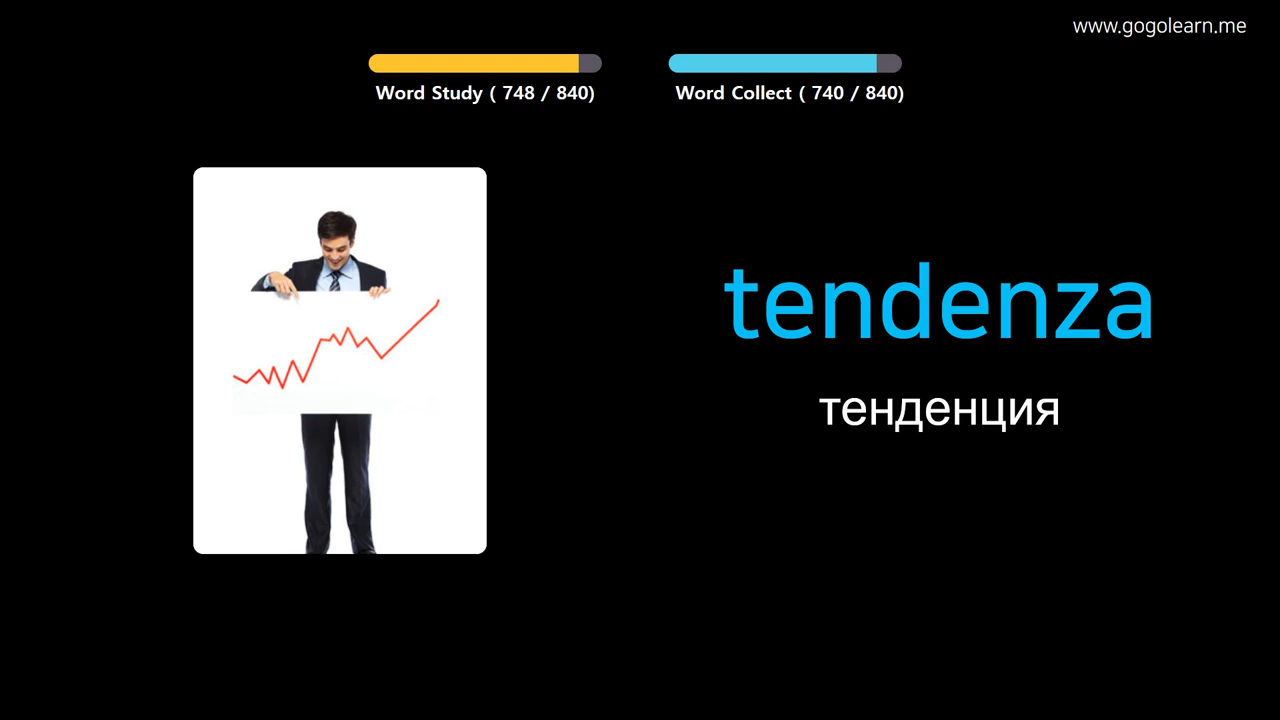 www.gogolearn.me
Word Study ( 748 / 840)
Word Collect ( 740 / 840)
tendenza
тенденция